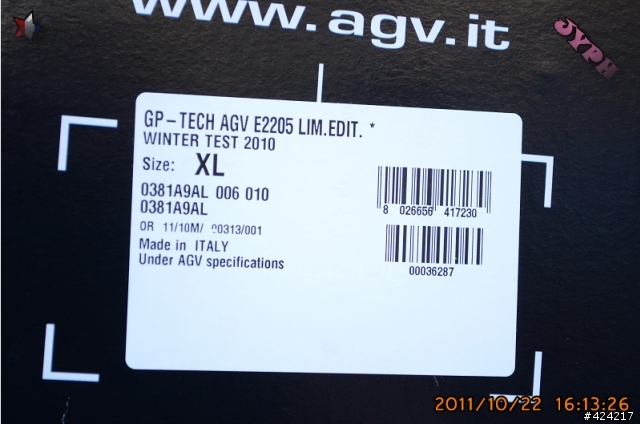 www.agv.it
3YPH
GP-TECH AGV E2205 LIM.EDIT. *
WINTER TEST 2010
Size: XL
0381A9AL 006 010
0381A9AL
OR 11/10M/ 00313/001
Made in ITALY
Under AGV specifications
8 026656 417230
00036287
2011/10/22 16:13:26
#424217